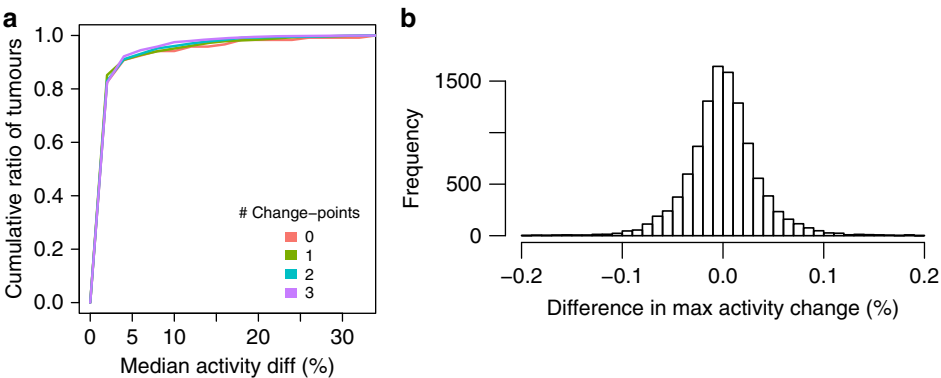 a
Cumulative ratio of tumours
1.0
0.8
0.6
0.4
0.2
0.0
# Change−points
0
1
2
3
0 5 10 20 30
Median activity diff (%)
b
Frequency
1500
500
0
−0.2 −0.1 0.0 0.1 0.2
Difference in max activity change (%)